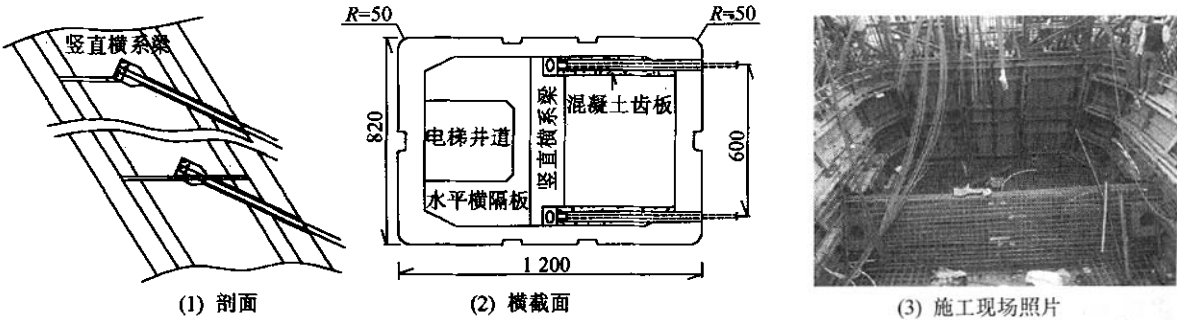 竖直横系梁
(1) 剖面
R=50
R=50
820
电梯井道
水平横隔板
竖直横系梁
混凝土齿板
600
1 200
(2) 横截面
(3) 施工现场照片